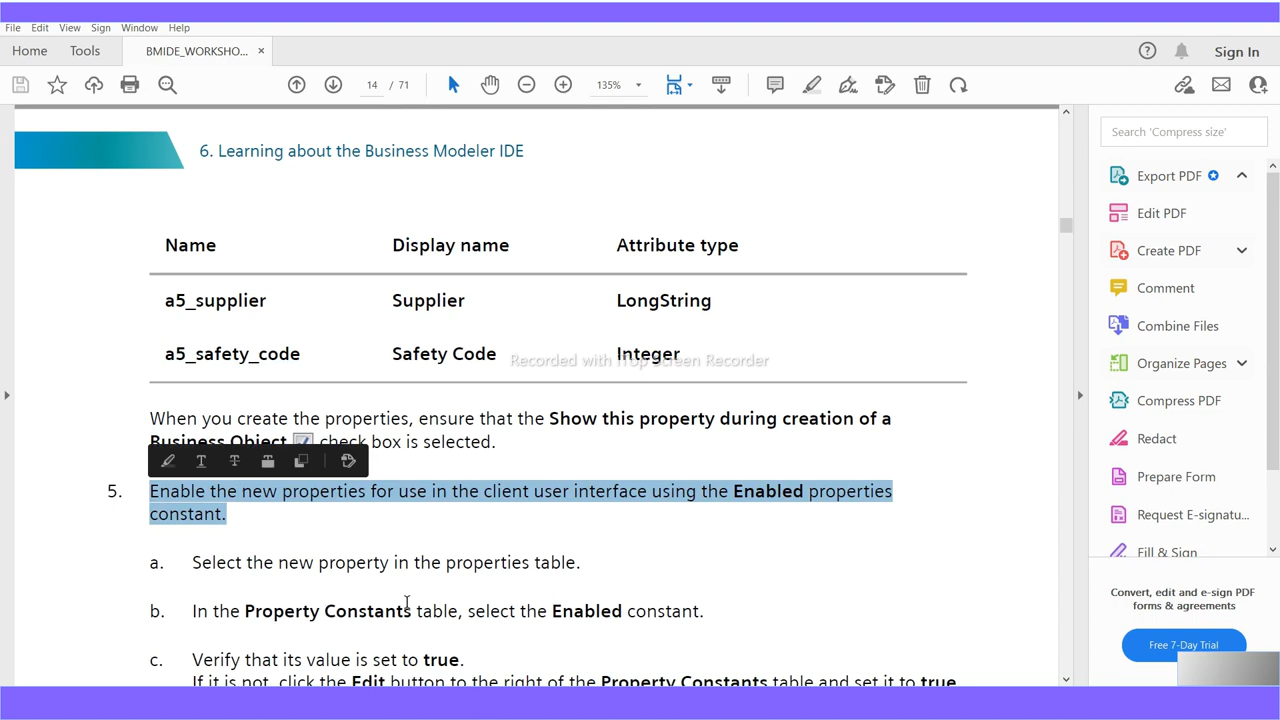 File Edit View Sign Window Help
Home Tools BMIDE_WORKSHO... × Sign In
14 / 71 135%
6. Learning about the Business Modeler IDE
Name Display name Attribute type
a5_supplier Supplier LongString
a5_safety_code Safety Code Integer
Recorded with iTop Screen Recorder
When you create the properties, ensure that the Show this property during creation of a
Business Object check box is selected.
5. Enable the new properties for use in the client user interface using the Enabled properties
constant.
a. Select the new property in the properties table.
b. In the Property Constants table, select the Enabled constant.
c. Verify that its value is set to true.
If it is not, click the Edit button to the right of the Property Constants table and set it to true
Search 'Compress size'
Export PDF
Edit PDF
Create PDF
Comment
Combine Files
Organize Pages
Compress PDF
Redact
Prepare Form
Request E-signatu...
Fill & Sign
Convert, edit and e-sign PDF
forms & agreements
Free 7-Day Trial